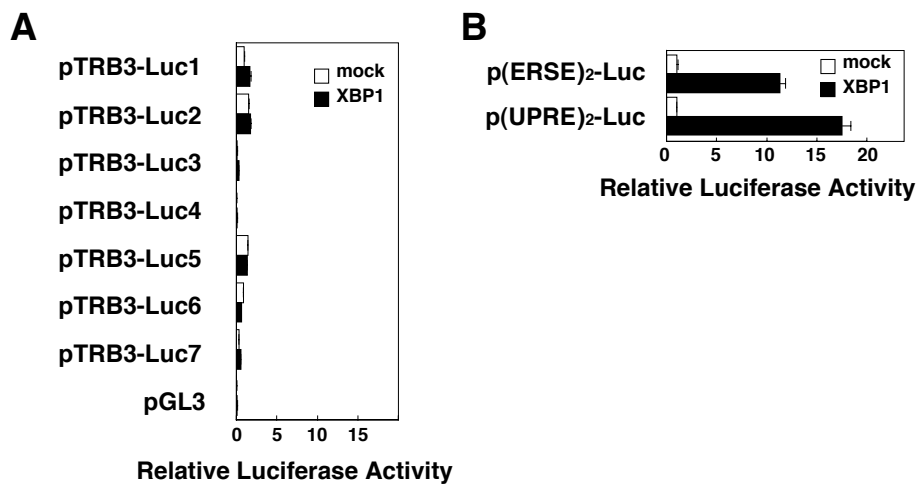 A
pTRB3-Luc1
pTRB3-Luc2
pTRB3-Luc3
pTRB3-Luc4
pTRB3-Luc5
pTRB3-Luc6
pTRB3-Luc7
pGL3
mock
XBP1
0 5 10 15
Relative Luciferase Activity
B
p(ERSE)₂-Luc
p(UPRE)₂-Luc
mock
XBP1
0 5 10 15 20
Relative Luciferase Activity